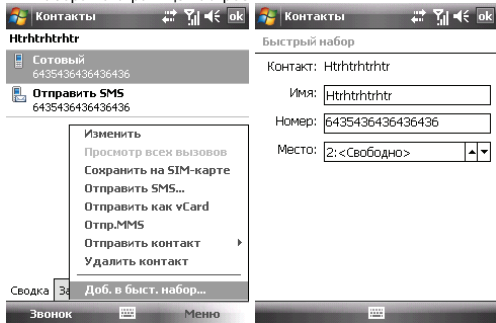 Контакты
ok
Htrhtrhtrhtr
Сотовый
6435436436436436
Отправить SMS
6435436436436436
Изменить
Просмотр всех вызовов
Сохранить на SIM-карте
Отправить SMS...
Отправить как vCard
Отпр.MMS
Отправить контакт
Удалить контакт
Доб. в быст. набор...
Сводка
Звонок
Меню
Контакты
ok
Быстрый набор
Контакт: Htrhtrhtrhtr
Имя: Htrhtrhtrhtr
Номер: 6435436436436436
Место: 2:<Свободно>